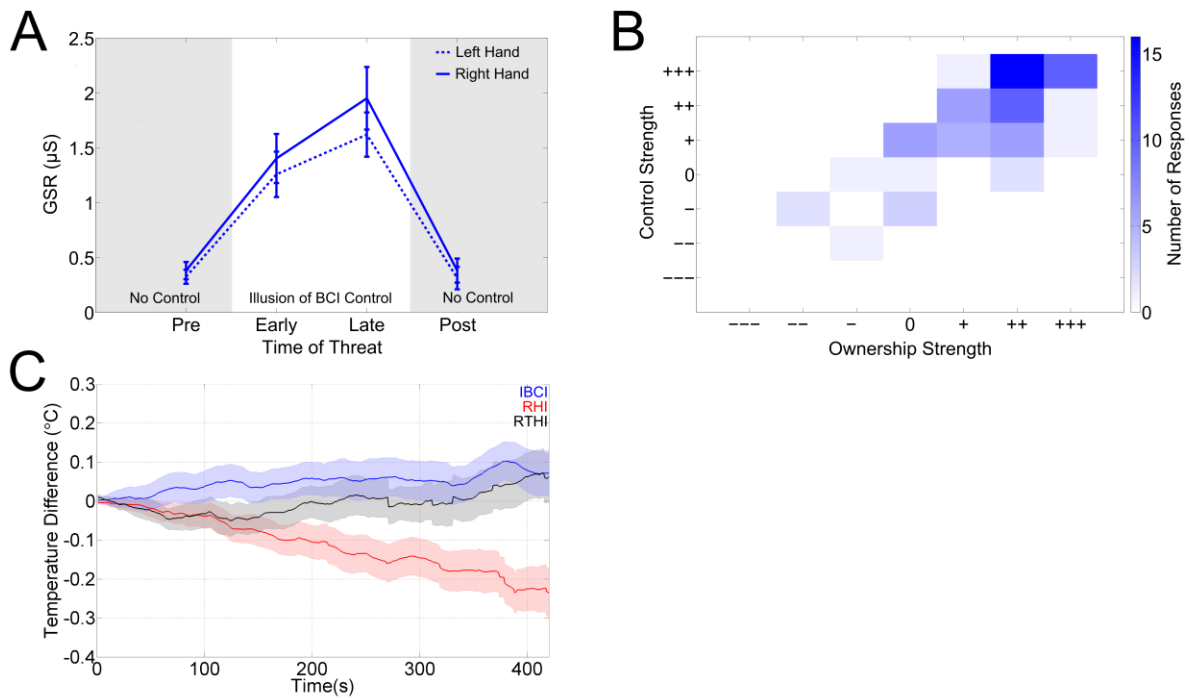 A
2.5
2
1.5
1
0.5
0
GSR (µS)
Left Hand
Right Hand
No Control
Illusion of BCI Control
No Control
Pre
Early
Late
Post
Time of Threat
B
+++
++
+
0
−
−−
−−−
Control Strength
−−−
−−
-
0
+
++
+++
Ownership Strength
15
10
5
0
Number of Responses
C
0.3
0.2
0.1
0
-0.1
-0.2
-0.3
-0.4
Temperature Difference (°C)
IBCI
RHI
RTHI
0
100
200
300
400
Time(s)